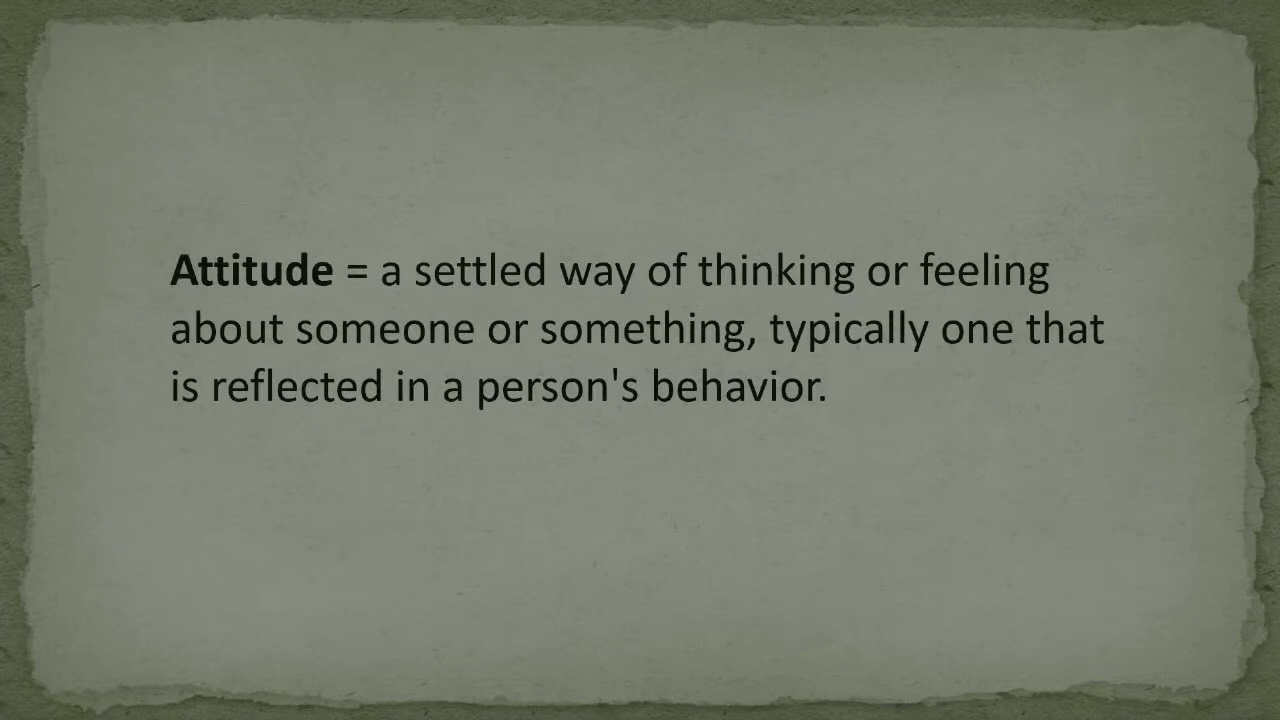 Attitude = a settled way of thinking or feeling
about someone or something, typically one that
is reflected in a person's behavior.